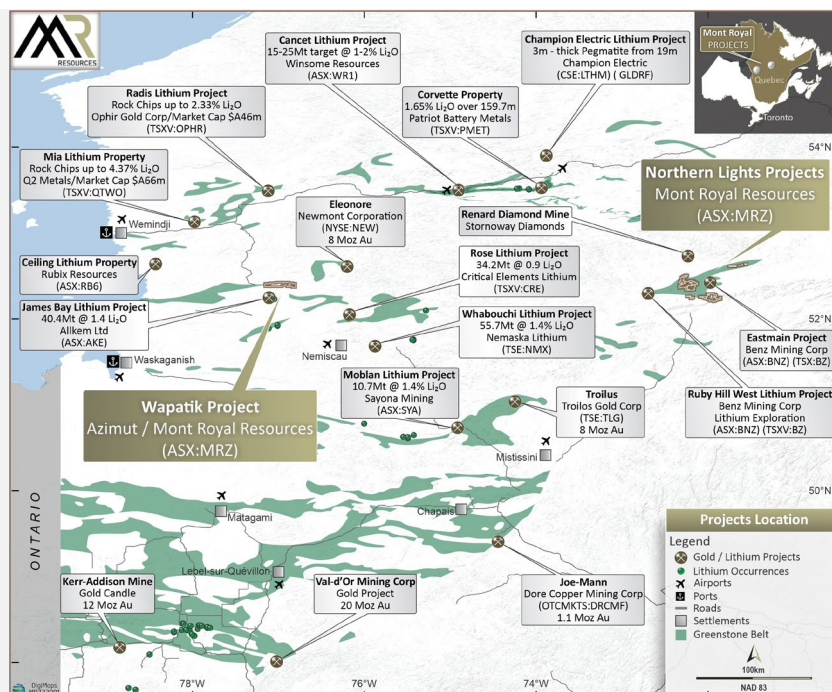 MR
RESOURCES
Cancet Lithium Project
15-25Mt target @ 1-2% Li₂O
Winsome Resources
(ASX:WR1)
Champion Electric Lithium Project
3m - thick Pegmatite from 19m
Champion Electric
(CSE:LTHM) ( GLDRF)
Mont Royal
PROJECTS
Quebec
Toronto
Radis Lithium Project
Rock Chips up to 2.33% Li₂O
Ophir Gold Corp/Market Cap $A46m
(TSXV:OPHR)
Corvette Property
1.65% Li₂O over 159.7m
Patriot Battery Metals
(TSXV:PMET)
54°N
Mia Lithium Property
Rock Chips up to 4.37% Li₂O
Q2 Metals/Market Cap $A66m
(TSXV:QTWO)
Northern Lights Projects
Mont Royal Resources
(ASX:MRZ)
Eleonore
Newmont Corporation
(NYSE:NEW)
8 Moz Au
Renard Diamond Mine
Stornoway Diamonds
Wemindji
Ceiling Lithium Property
Rubix Resources
(ASX:RB6)
Rose Lithium Project
34.2Mt @ 0.9 Li₂O
Critical Elements Lithium
(TSXV:CRE)
James Bay Lithium Project
40.4Mt @ 1.4 Li₂O
Allkem Ltd
(ASX:AKE)
Whabouchi Lithium Project
55.7Mt @ 1.4% Li₂O
Nemaska Lithium
(TSE:NMX)
52°N
Eastmain Project
Benz Mining Corp
(ASX:BNZ) (TSX:BZ)
Waskaganish
Nemiscau
Moblan Lithium Project
10.7Mt @ 1.4% Li₂O
Sayona Mining
(ASX:SYA)
Wapatik Project
Azimut / Mont Royal Resources
(ASX:MRZ)
Troilus
Troilos Gold Corp
(TSE:TLG)
8 Moz Au
Ruby Hill West Lithium Project
Benz Mining Corp
Lithium Exploration
(ASX:BNZ) (TSXV:BZ)
Mistissini
50°N
ONTARIO
Matagami
Chapais
Lebel-sur-Quévillon
Kerr-Addison Mine
Gold Candle
12 Moz Au
Val-d'Or Mining Corp
Gold Project
20 Moz Au
Joe-Mann
Dore Copper Mining Corp
(OTCMKTS:DRCMF)
1.1 Moz Au
Projects Location
Legend
Gold / Lithium Projects
Lithium Occurrences
Airports
Ports
Roads
Settlements
Greenstone Belt
100km
NAD 83
78°W
76°W
74°W
DigiMaps